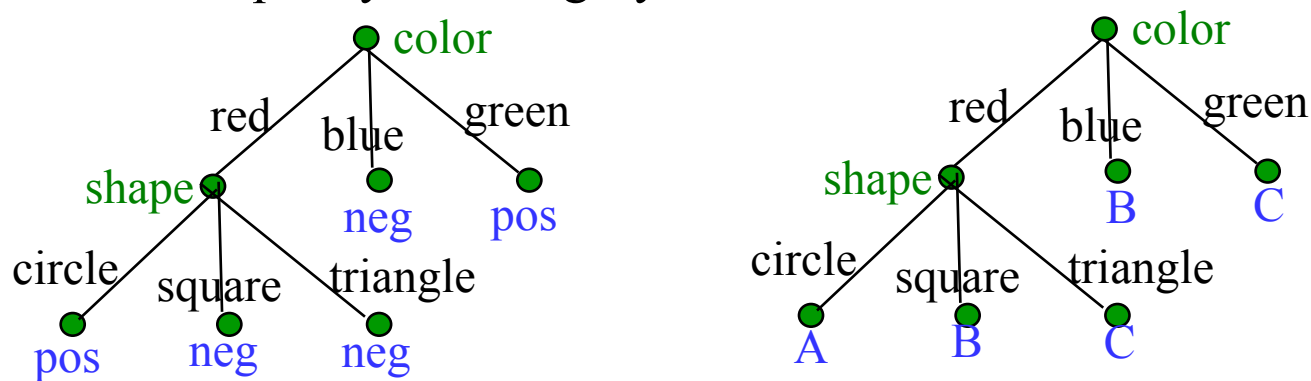 color
red
blue
green
shape
neg
pos
circle
square
triangle
pos
neg
neg
color
red
blue
green
shape
B
C
circle
square
triangle
A
B
C